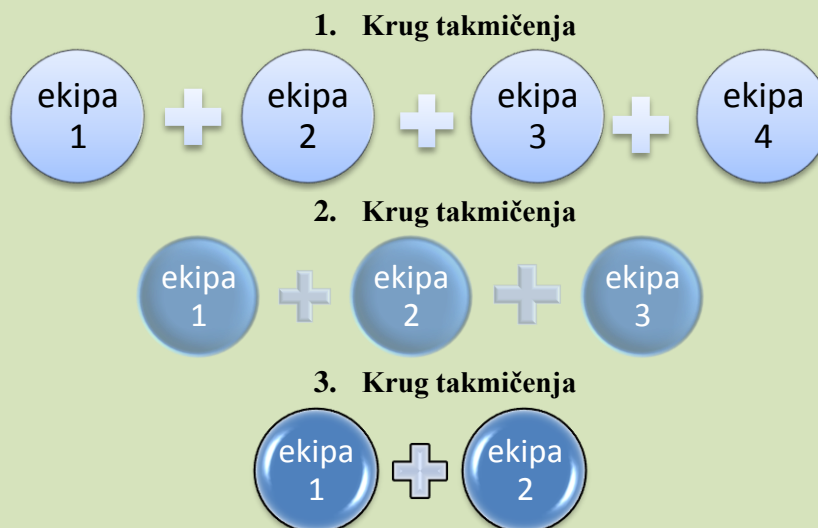 1. Krug takmičenja
ekipa
1
ekipa
2
ekipa
3
ekipa
4
2. Krug takmičenja
ekipa
1
ekipa
2
ekipa
3
3. Krug takmičenja
ekipa
1
ekipa
2